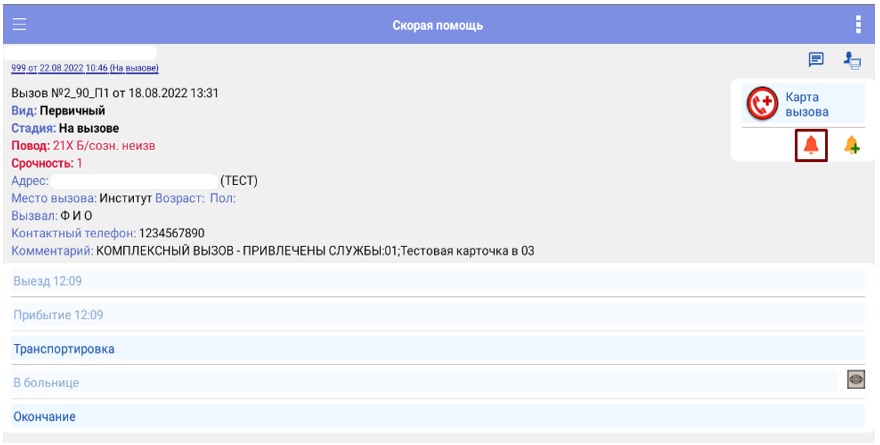 Скорая помощь
999 от 22.08.2022 10:46 (На вызове)
Вызов №2_90_П1 от 18.08.2022 13:31
Вид: Первичный
Стадия: На вызове
Повод: 21Х Б/созн. неизв
Срочность: 1
Адрес: (ТЕСТ)
Место вызова: Институт Возраст: Пол:
Вызвал: Ф И О
Контактный телефон: 1234567890
Комментарий: КОМПЛЕКСНЫЙ ВЫЗОВ - ПРИВЛЕЧЕНЫ СЛУЖБЫ:01;Тестовая карточка в 03
Карта
вызова
Выезд 12:09
Прибытие 12:09
Транспортировка
В больнице
Окончание